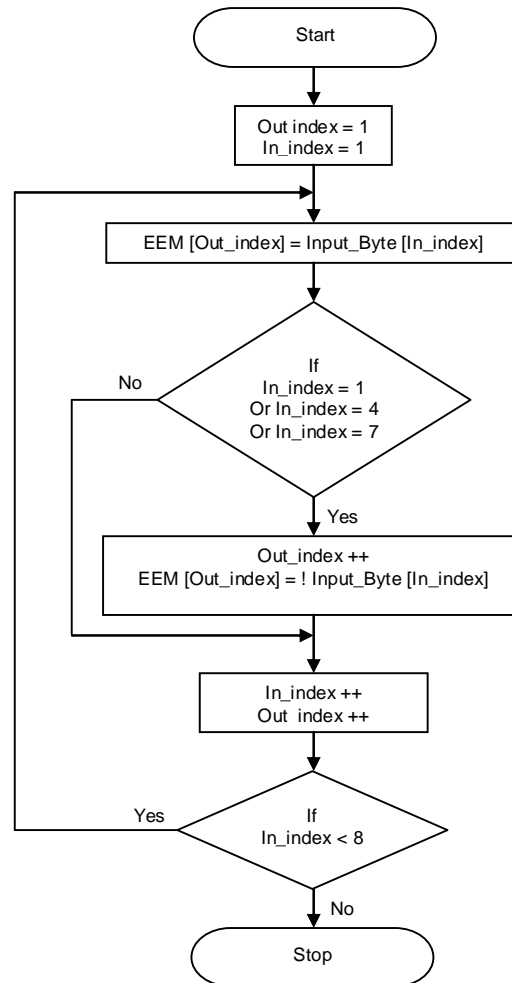 Start
Out index = 1
In_index = 1
EEM [Out_index] = Input_Byte [In_index]
If
In_index = 1
Or In_index = 4
Or In_index = 7
No
Yes
Out_index ++
EEM [Out_index] = ! Input_Byte [In_index]
In_index ++
Out index ++
If
In_index < 8
Yes
No
Stop